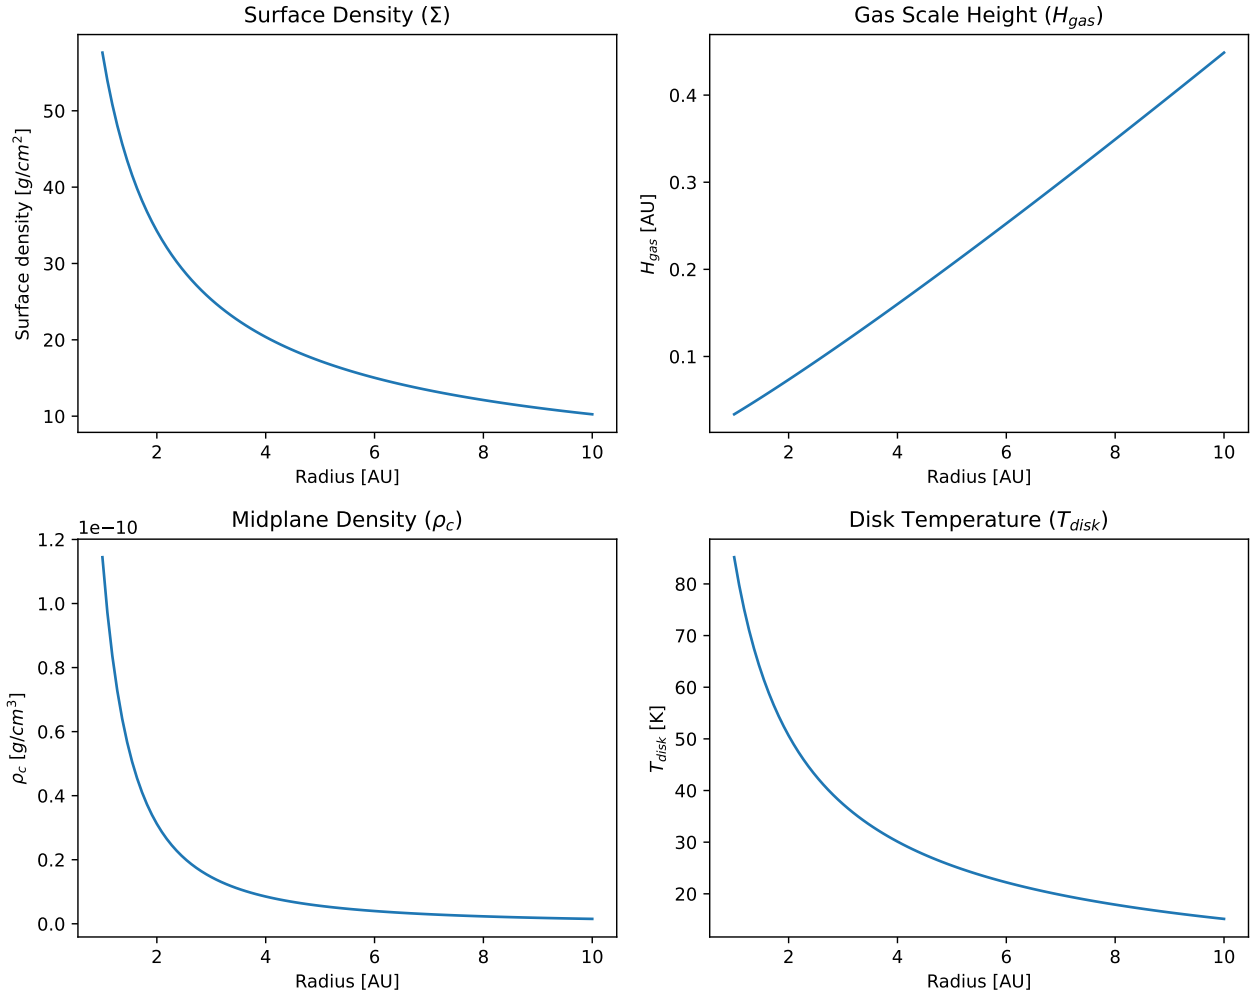 Surface Density (Σ)
50
40
30
20
10
Surface density [g/cm²]
2 4 6 8 10
Radius [AU]
Gas Scale Height (H_gas)
0.4
0.3
0.2
0.1
H_gas [AU]
2 4 6 8 10
Radius [AU]
Midplane Density (ρ_c)
1e−10
1.2
1.0
0.8
0.6
0.4
0.2
0.0
ρ_c [g/cm³]
2 4 6 8 10
Radius [AU]
Disk Temperature (T_disk)
80
70
60
50
40
30
20
T_disk [K]
2 4 6 8 10
Radius [AU]